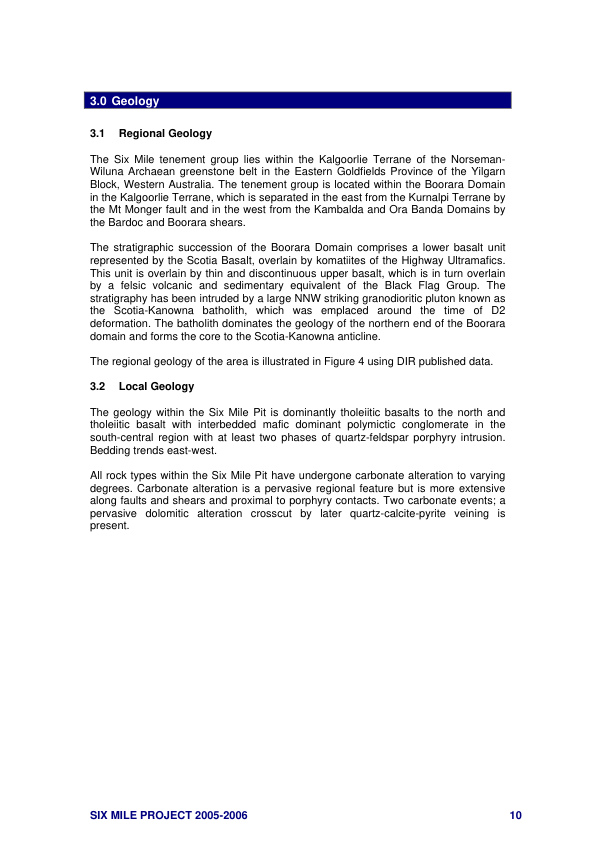 3.0 Geology
3.1 Regional Geology
The Six Mile tenement group lies within the Kalgoorlie Terrane of the Norseman-
Wiluna Archaean greenstone belt in the Eastern Goldfields Province of the Yilgarn
Block, Western Australia. The tenement group is located within the Boorara Domain
in the Kalgoorlie Terrane, which is separated in the east from the Kurnalpi Terrane by
the Mt Monger fault and in the west from the Kambalda and Ora Banda Domains by
the Bardoc and Boorara shears.
The stratigraphic succession of the Boorara Domain comprises a lower basalt unit
represented by the Scotia Basalt, overlain by komatiites of the Highway Ultramafics.
This unit is overlain by thin and discontinuous upper basalt, which is in turn overlain
by a felsic volcanic and sedimentary equivalent of the Black Flag Group. The
stratigraphy has been intruded by a large NNW striking granodioritic pluton known as
the Scotia-Kanowna batholith, which was emplaced around the time of D2
deformation. The batholith dominates the geology of the northern end of the Boorara
domain and forms the core to the Scotia-Kanowna anticline.
The regional geology of the area is illustrated in Figure 4 using DIR published data.
3.2 Local Geology
The geology within the Six Mile Pit is dominantly tholeiitic basalts to the north and
tholeiitic basalt with interbedded mafic dominant polymictic conglomerate in the
south-central region with at least two phases of quartz-feldspar porphyry intrusion.
Bedding trends east-west.
All rock types within the Six Mile Pit have undergone carbonate alteration to varying
degrees. Carbonate alteration is a pervasive regional feature but is more extensive
along faults and shears and proximal to porphyry contacts. Two carbonate events; a
pervasive dolomitic alteration crosscut by later quartz-calcite-pyrite veining is
present.
SIX MILE PROJECT 2005-2006 10